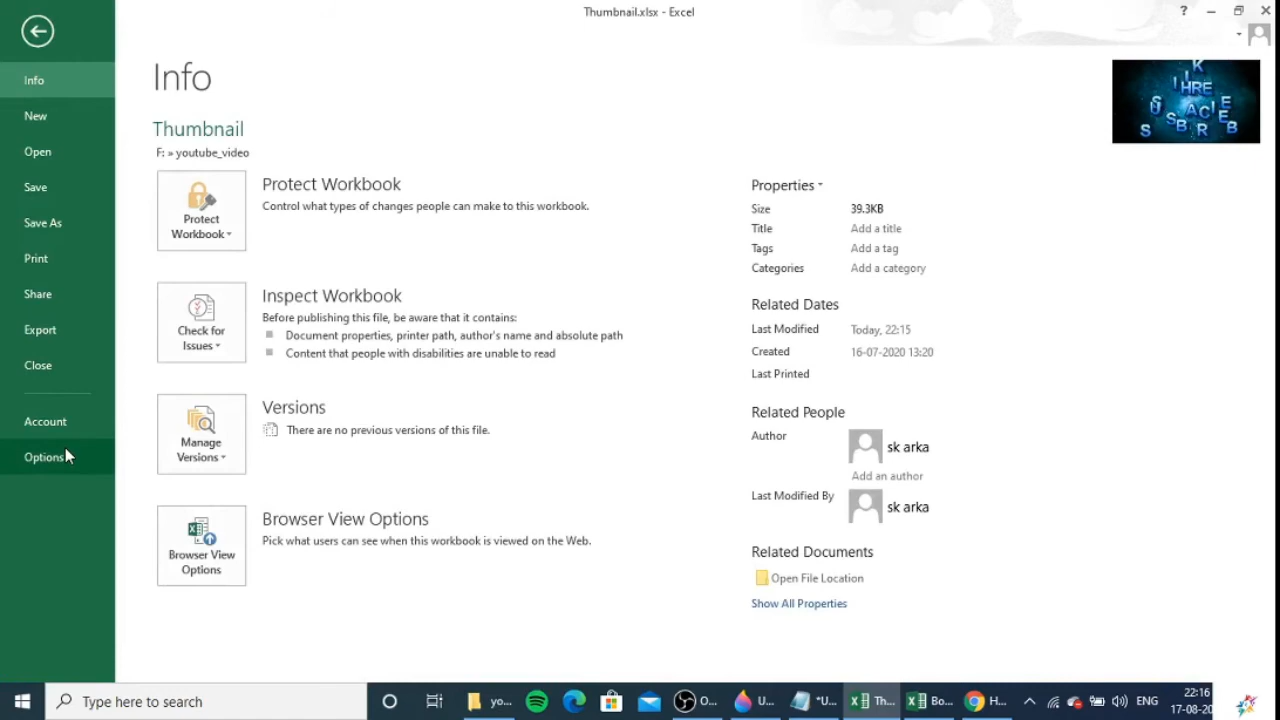 Thumbnail.xlsx - Excel
?
Info
New
Open
Save
Save As
Print
Share
Export
Close
Account
Options
Info
Thumbnail
F: » youtube_video
Protect
Workbook
Protect Workbook
Control what types of changes people can make to this workbook.
Check for
Issues
Inspect Workbook
Before publishing this file, be aware that it contains:
Document properties, printer path, author's name and absolute path
Content that people with disabilities are unable to read
Manage
Versions
Versions
There are no previous versions of this file.
Browser View
Options
Browser View Options
Pick what users can see when this workbook is viewed on the Web.
Properties
Size 39.3KB
Title Add a title
Tags Add a tag
Categories Add a category
Related Dates
Last Modified Today, 22:15
Created 16-07-2020 13:20
Last Printed
Related People
Author sk arka
Add an author
Last Modified By sk arka
Related Documents
Open File Location
Show All Properties
Type here to search
yo...
O...
U...
*U...
Th...
Bo...
H...
ENG
22:16
17-08-20